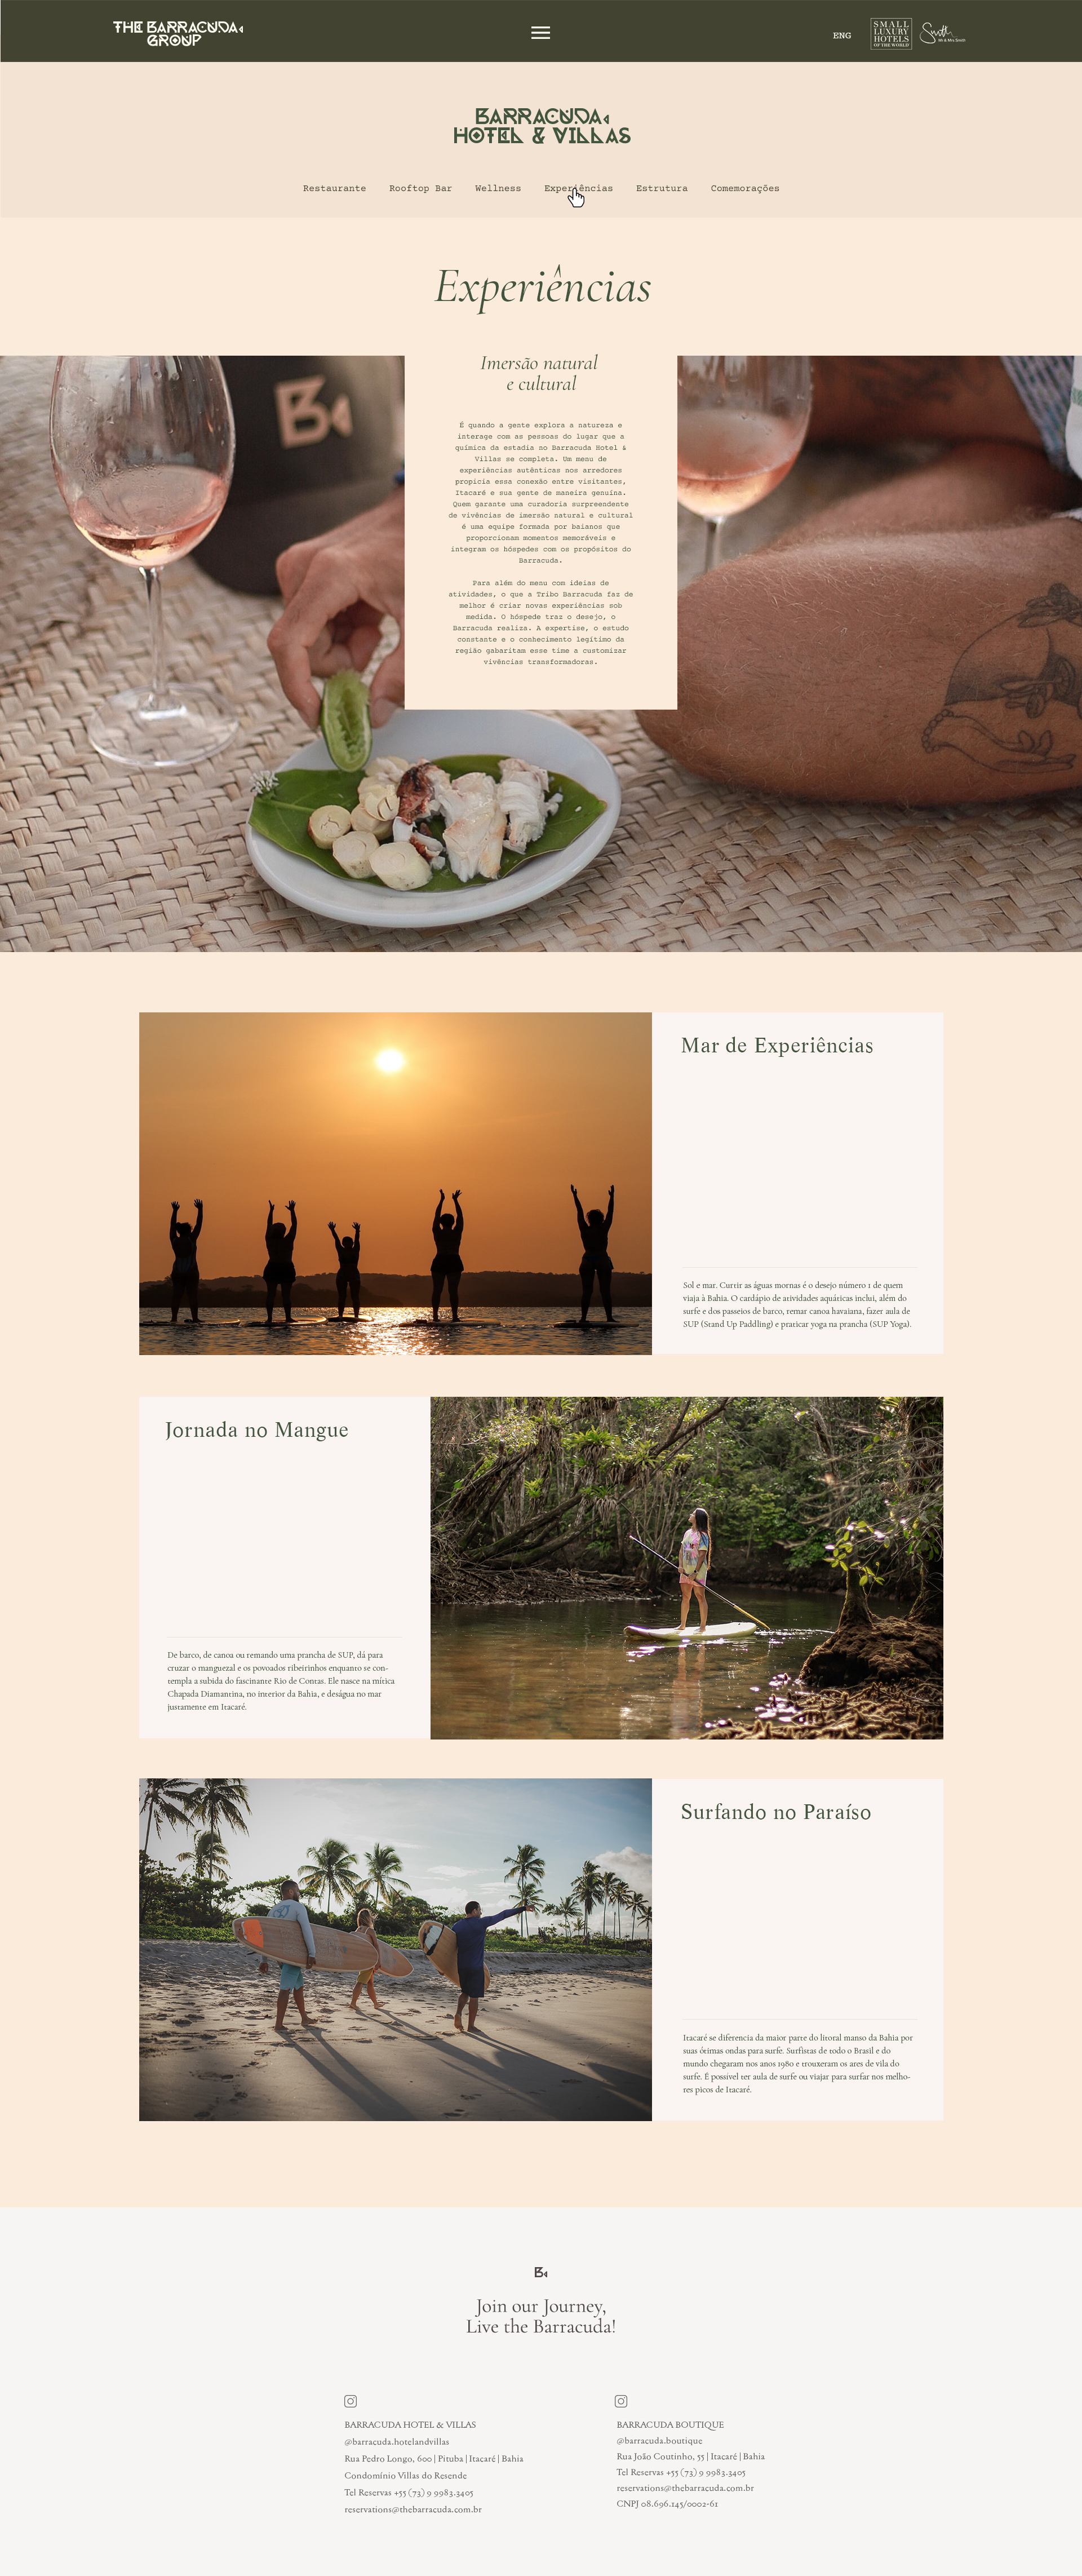 THE BARRACUDA
GROUP
ENG
SMALL
LUXURY
HOTELS
OF THE WORLD
Smith
Mr & Mrs Smith
BARRACUDA
HOTEL & VILLAS
Restaurante Rooftop Bar Wellness Experiências Estrutura Comemorações
Experiências
Imersão natural
e cultural
É quando a gente explora a natureza e
interage com as pessoas do lugar que a
química da estadia no Barracuda Hotel &
Villas se completa. Um menu de
experiências autênticas nos arredores
propicia essa conexão entre visitantes,
Itacaré e sua gente de maneira genuína.
Quem garante uma curadoria surpreendente
de vivências de imersão natural e cultural
é uma equipe formada por baianos que
proporcionam momentos memoráveis e
integram os hóspedes com os propósitos do
Barracuda.
Para além do menu com ideias de
atividades, o que a Tribo Barracuda faz de
melhor é criar novas experiências sob
medida. O hóspede traz o desejo, o
Barracuda realiza. A expertise, o estudo
constante e o conhecimento legítimo da
região gabaritam esse time a customizar
vivências transformadoras.
Mar de Experiências
Sol e mar. Curtir as águas mornas é o desejo número 1 de quem
viaja à Bahia. O cardápio de atividades aquáticas inclui, além do
surfe e dos passeios de barco, remar canoa havaiana, fazer aula de
SUP (Stand Up Paddling) e praticar yoga na prancha (SUP Yoga).
Jornada no Mangue
De barco, de canoa ou remando uma prancha de SUP, dá para
cruzar o manguezal e os povoados ribeirinhos enquanto se con-
templa a subida do fascinante Rio de Contas. Ele nasce na mítica
Chapada Diamantina, no interior da Bahia, e deságua no mar
justamente em Itacaré.
Surfando no Paraíso
Itacaré se diferencia da maior parte do litoral manso da Bahia por
suas ótimas ondas para surfe. Surfistas de todo o Brasil e do
mundo chegaram nos anos 1980 e trouxeram os ares de vila do
surfe. É possível ter aula de surfe ou viajar para surfar nos melho-
res picos de Itacaré.
B
Join our Journey,
Live the Barracuda!
BARRACUDA HOTEL & VILLAS
@barracuda.hotelandvillas
Rua Pedro Longo, 600 | Pituba | Itacaré | Bahia
Condomínio Villas do Resende
Tel Reservas +55 (73) 9 9983.3405
reservations@thebarracuda.com.br
BARRACUDA BOUTIQUE
@barracuda.boutique
Rua João Coutinho, 55 | Itacaré | Bahia
Tel Reservas +55 (73) 9 9983.3405
reservations@thebarracuda.com.br
CNPJ 08.696.145/0002-61